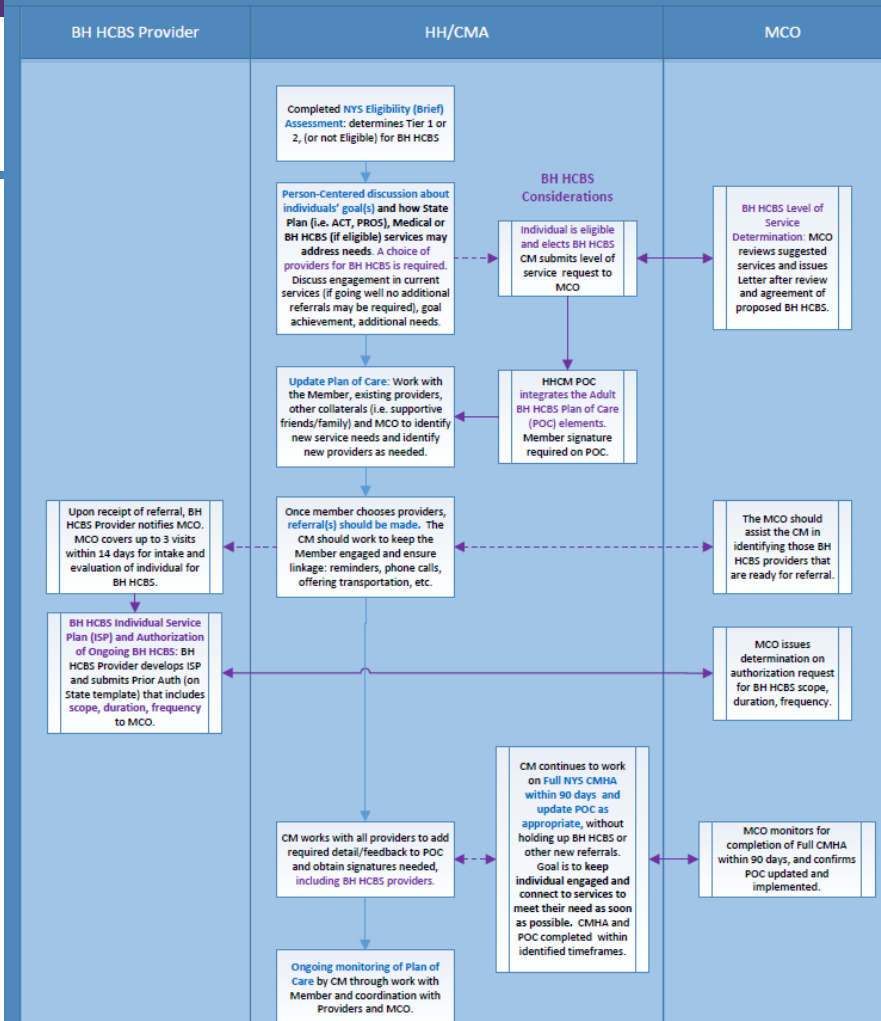 BH HCBS Provider
HH/CMA
MCO
Completed NYS Eligibility (Brief)
Assessment: determines Tier 1 or
2, (or not Eligible) for BH HCBS
Person-Centered discussion about
individuals' goal(s) and how State
Plan (i.e. ACT, PROS), Medical or
BH HCBS (if eligible) services may
address needs. A choice of
providers for BH HCBS is required.
Discuss engagement in current
services (if going well no additional
referrals may be required), goal
achievement, additional needs.
BH HCBS
Considerations
Individual is eligible
and elects BH HCBS
CM submits level of
service request to
MCO
BH HCBS Level of
Service
Determination: MCO
reviews suggested
services and issues
Letter after review
and agreement of
proposed BH HCBS.
Update Plan of Care: Work with
the Member, existing providers,
other collaterals (i.e. supportive
friends/family) and MCO to identify
new service needs and identify
new providers as needed.
HHCM POC
integrates the Adult
BH HCBS Plan of Care
(POC) elements.
Member signature
required on POC.
Upon receipt of referral, BH
HCBS Provider notifies MCO.
MCO covers up to 3 visits
within 14 days for intake and
evaluation of individual for
BH HCBS.
Once member chooses providers,
referral(s) should be made. The
CM should work to keep the
Member engaged and ensure
linkage: reminders, phone calls,
offering transportation, etc.
The MCO should
assist the CM in
identifying those BH
HCBS providers that
are ready for referral.
BH HCBS Individual Service
Plan (ISP) and Authorization
of Ongoing BH HCBS: BH
HCBS Provider develops ISP
and submits Prior Auth (on
State template) that includes
scope, duration, frequency
to MCO.
MCO issues
determination on
authorization request
for BH HCBS scope,
duration, frequency.
CM works with all providers to add
required detail/feedback to POC
and obtain signatures needed,
including BH HCBS providers.
CM continues to work
on Full NYS CMHA
within 90 days and
update POC as
appropriate, without
holding up BH HCBS or
other new referrals.
Goal is to keep
individual engaged and
connect to services to
meet their need as soon
as possible. CMHA and
POC completed within
identified timeframes.
MCO monitors for
completion of Full CMHA
within 90 days, and confirms
POC updated and
implemented.
Ongoing monitoring of Plan of
Care by CM through work with
Member and coordination with
Providers and MCO.